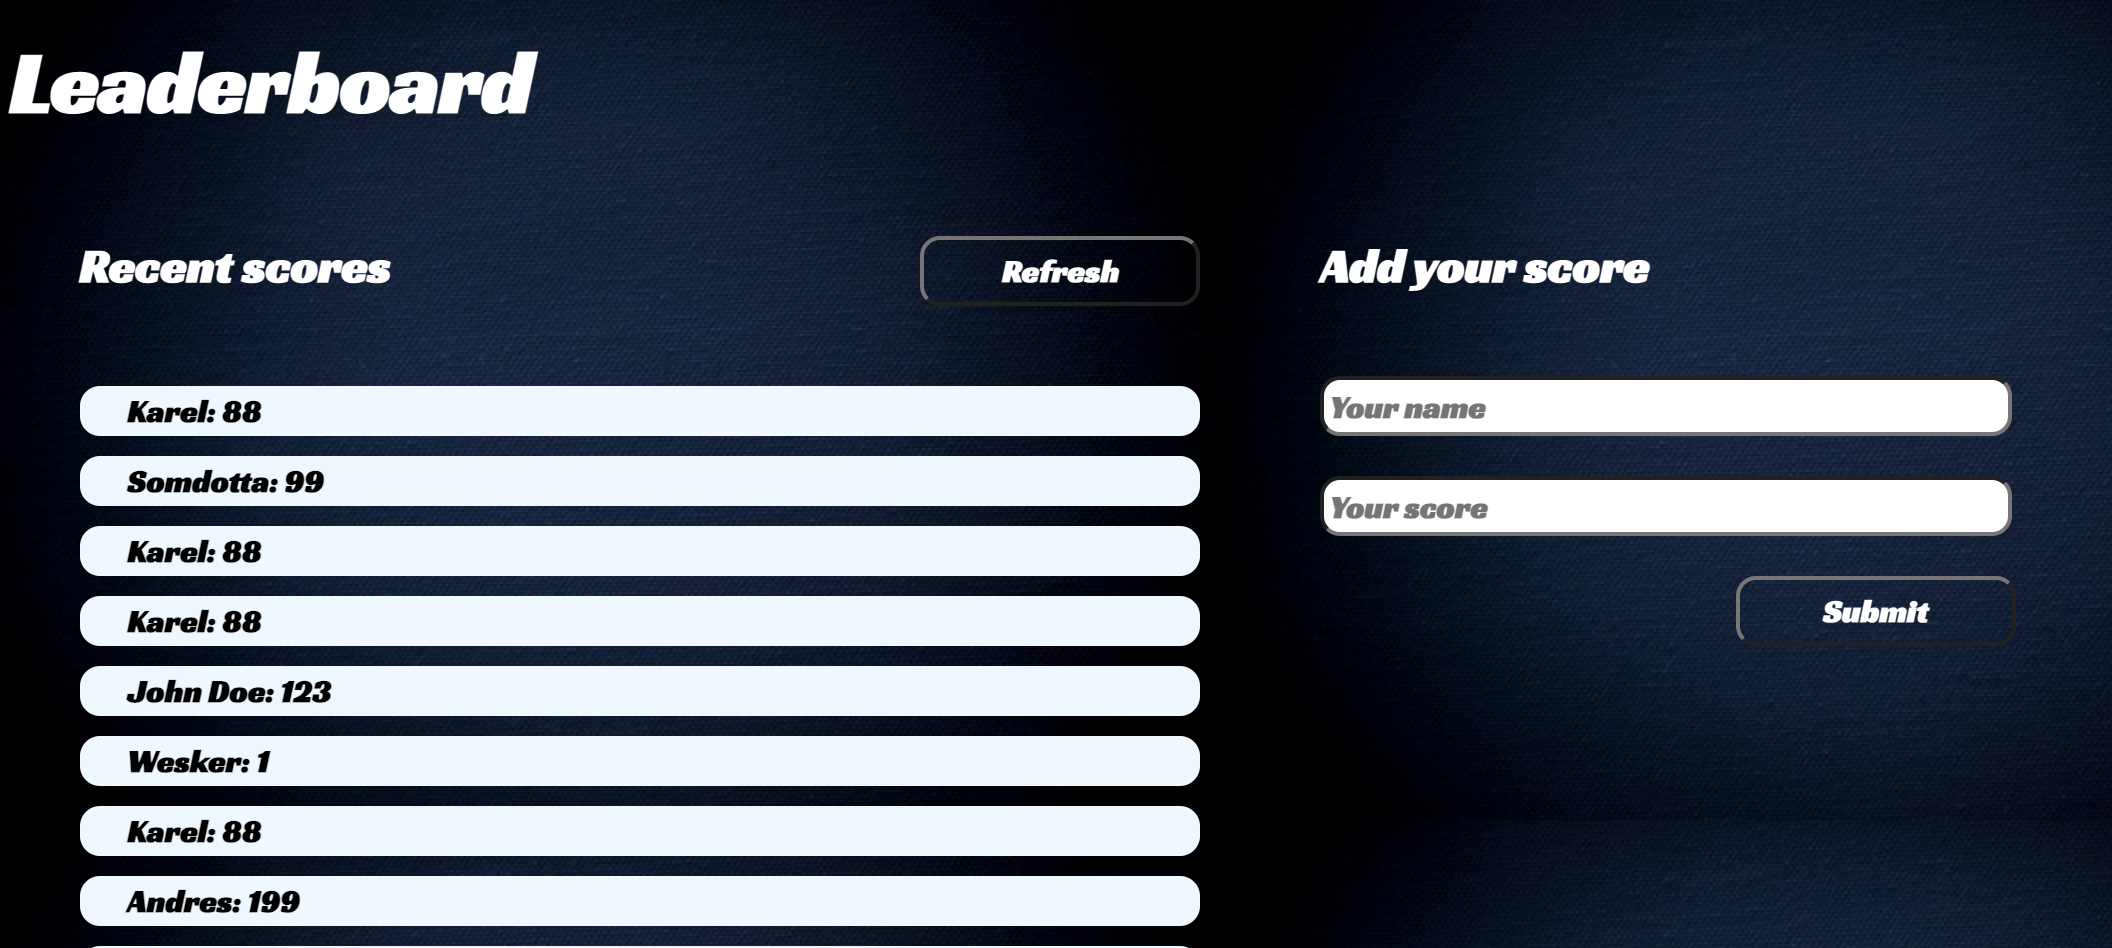 Leaderboard
Recent scores
Refresh
Karel: 88
Somdotta: 99
Karel: 88
Karel: 88
John Doe: 123
Wesker: 1
Karel: 88
Andres: 199
Add your score
Your name
Your score
Submit